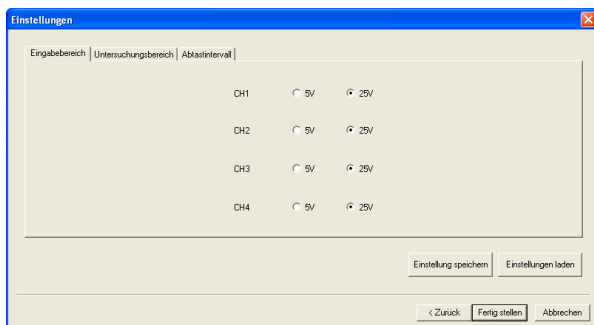 Einstellungen
Eingabebereich Untersuchungsbereich Abtastintervall
CH1 5V 25V
CH2 5V 25V
CH3 5V 25V
CH4 5V 25V
Einstellung speichern Einstellungen laden
< Zurück Fertig stellen Abbrechen